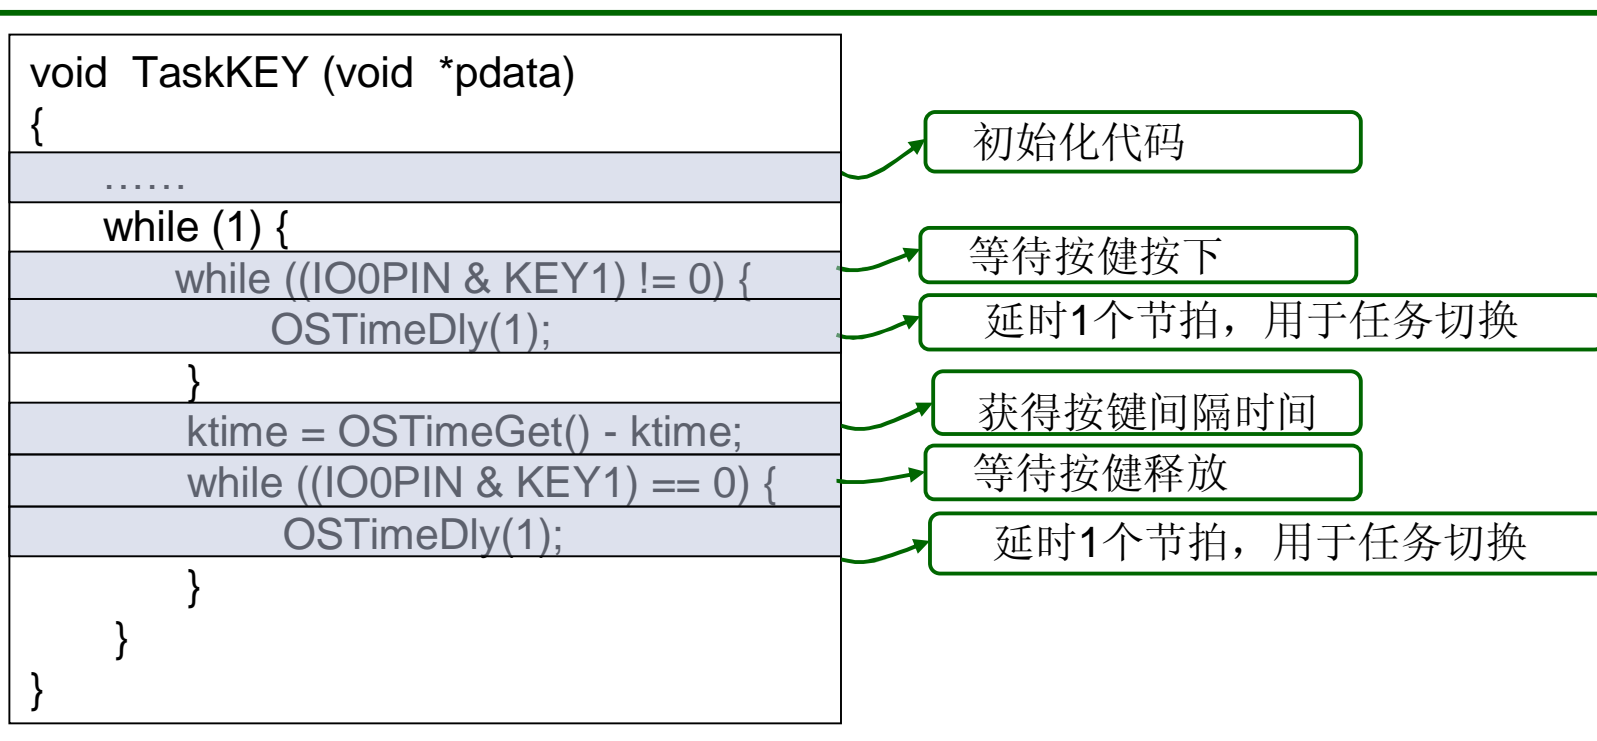 void TaskKEY (void *pdata)
{
……
初始化代码
while (1) {
while ((IO0PIN & KEY1) != 0) {
等待按健按下
OSTimeDly(1);
延时1个节拍，用于任务切换
}
ktime = OSTimeGet() - ktime;
获得按键间隔时间
while ((IO0PIN & KEY1) == 0) {
等待按健释放
OSTimeDly(1);
延时1个节拍，用于任务切换
}
}
}